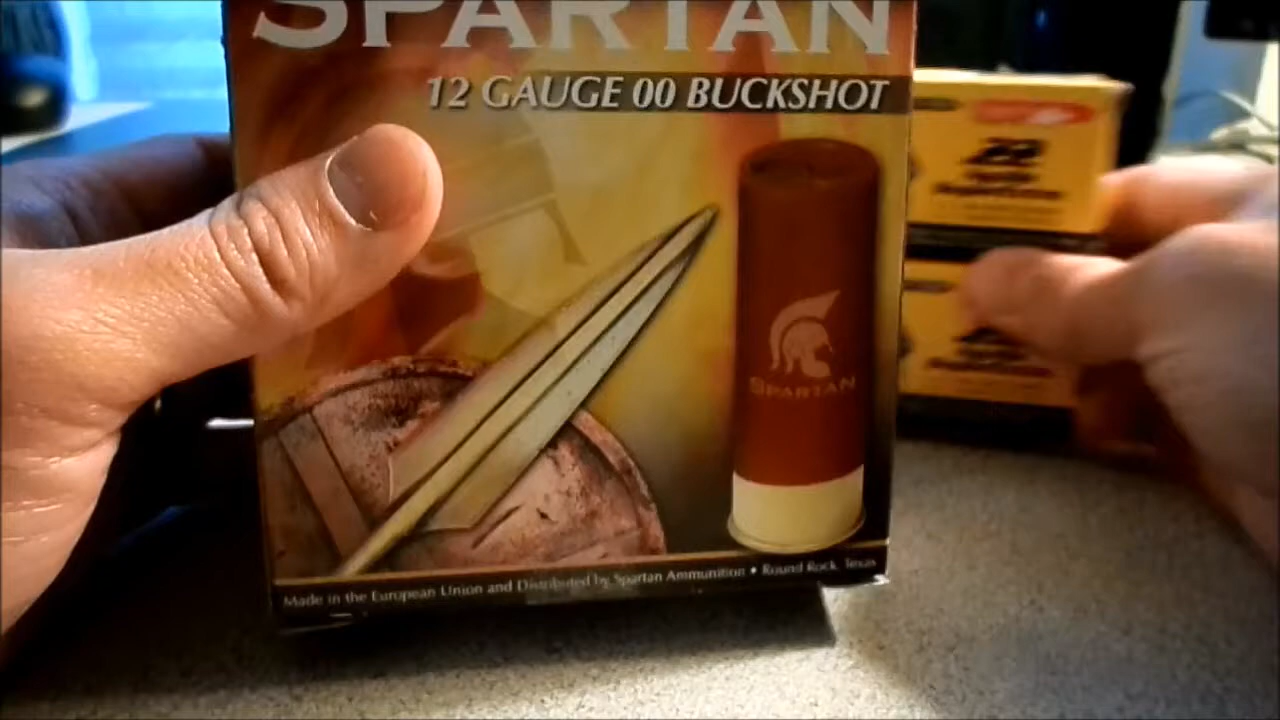 SPARTAN
12 GAUGE 00 BUCKSHOT
SPARTAN
Made in the European Union and Distributed by Spartan Ammunition • Round Rock, Texas
.22